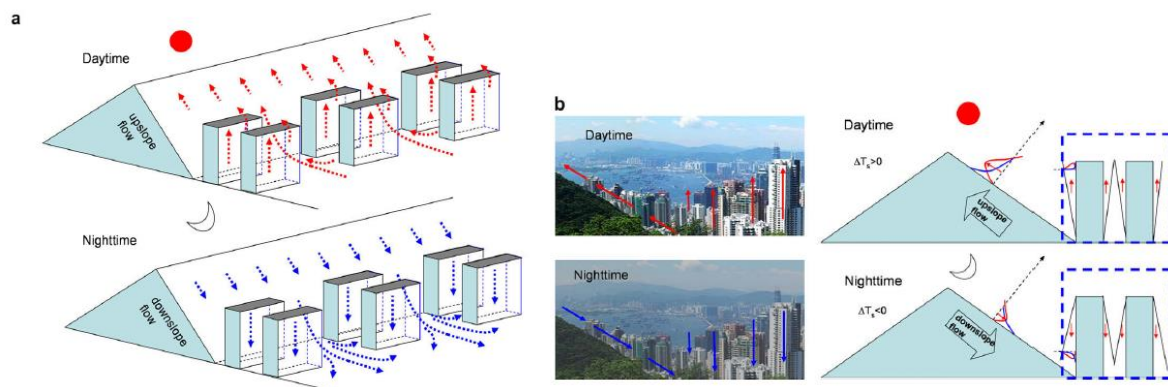 a
Daytime
upslope
flow
Nighttime
downslope
flow
b
Daytime
Nighttime
Daytime
ΔTs>0
upslope
flow
Nighttime
ΔTs<0
downslope
flow